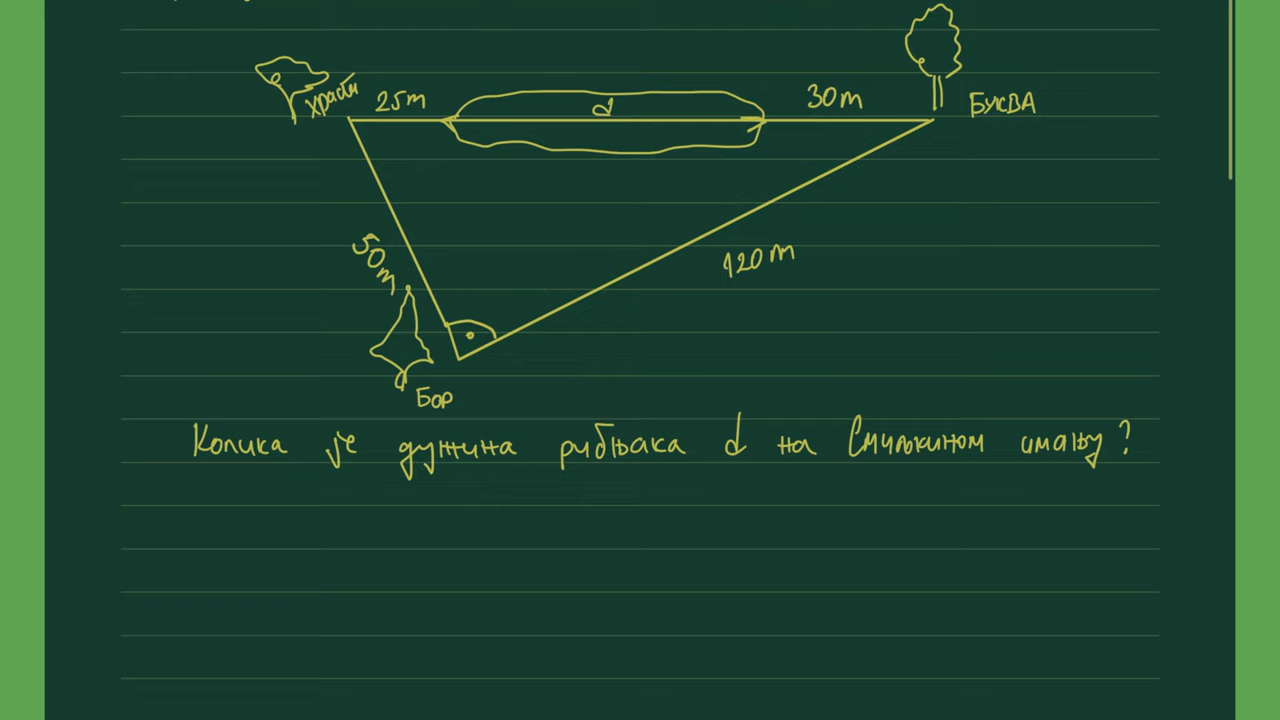 храст 25m d 30m БУКВА
50m
120m
Бор
Колика је дужина рибњака d на Смиљкином имању?